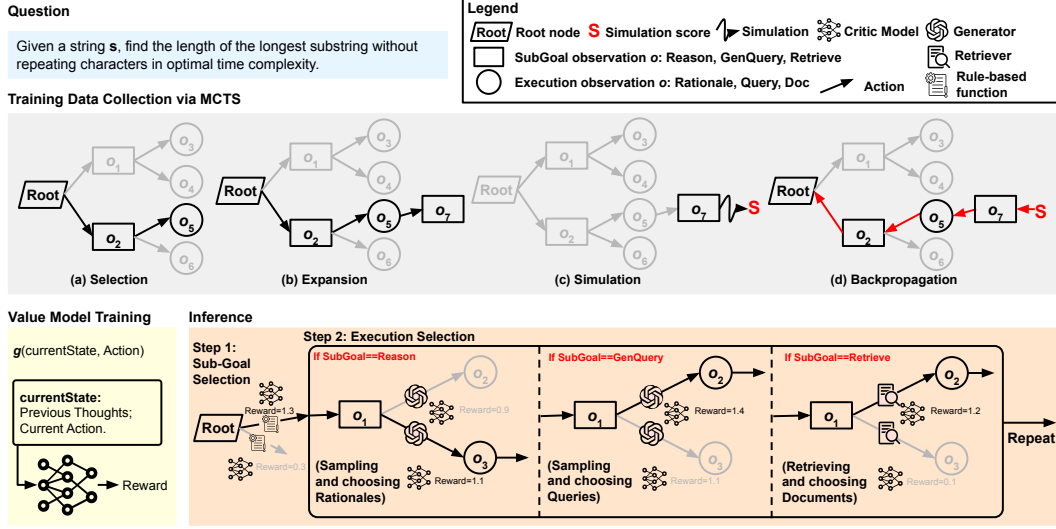 Question
Given a string s, find the length of the longest substring without
repeating characters in optimal time complexity.
Legend
Root Root node S Simulation score Simulation Critic Model Generator
SubGoal observation o: Reason, GenQuery, Retrieve
Retriever
Execution observation o: Rationale, Query, Doc
Action
Rule-based
function
Training Data Collection via MCTS
Root
o1
o2
o3
o4
o5
o6
(a) Selection
Root
o1
o2
o3
o4
o5
o6
o7
(b) Expansion
Root
o1
o2
o3
o4
o5
o6
o7
S
(c) Simulation
Root
o1
o2
o3
o4
o5
o6
o7
S
(d) Backpropagation
Value Model Training
g(currentState, Action)
currentState:
Previous Thoughts;
Current Action.
Reward
Inference
Step 1:
Sub-Goal
Selection
Root
Reward=1.3
Reward=0.3
Step 2: Execution Selection
If SubGoal==Reason
o1
o2
Reward=0.9
o3
Reward=1.1
(Sampling
and choosing
Rationales)
If SubGoal==GenQuery
o1
o2
Reward=1.4
o3
Reward=1.1
(Sampling
and choosing
Queries)
If SubGoal==Retrieve
o1
o2
Reward=1.2
o3
Reward=0.1
(Retrieving
and choosing
Documents)
Repeat